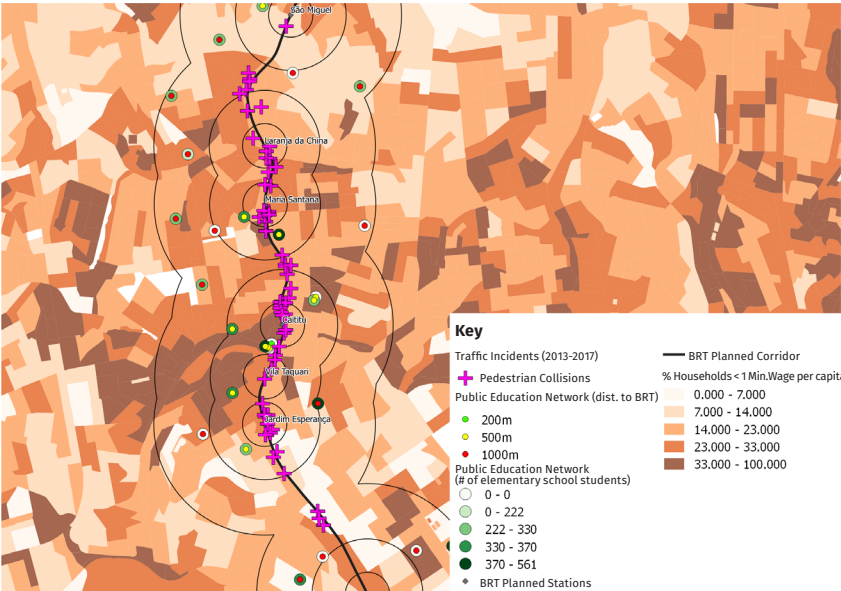 São Miguel
Laranja da China
Maria Santana
Caititu
Vila Taquari
Jardim Esperança
Key
Traffic Incidents (2013-2017)
Pedestrian Collisions
Public Education Network (dist. to BRT)
200m
500m
1000m
Public Education Network
(# of elementary school students)
0 - 0
0 - 222
222 - 330
330 - 370
370 - 561
BRT Planned Stations
BRT Planned Corridor
% Households < 1 Min.Wage per capita
0.000 - 7.000
7.000 - 14.000
14.000 - 23.000
23.000 - 33.000
33.000 - 100.000